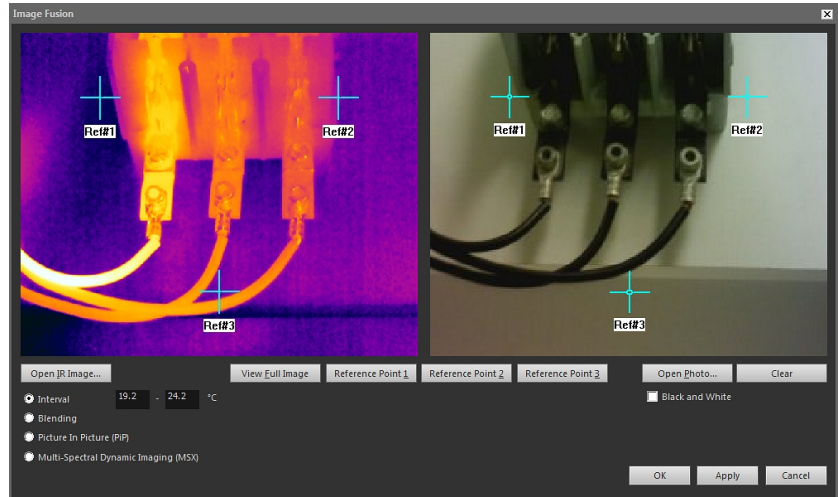 Image Fusion
Ref#1
Ref#2
Ref#3
Ref#1
Ref#2
Ref#3
Open IR Image...
View Full Image
Reference Point 1
Reference Point 2
Reference Point 3
Open Photo...
Clear
Interval 19.2 - 24.2 °C
Black and White
Blending
Picture In Picture (PiP)
Multi-Spectral Dynamic Imaging (MSX)
OK
Apply
Cancel